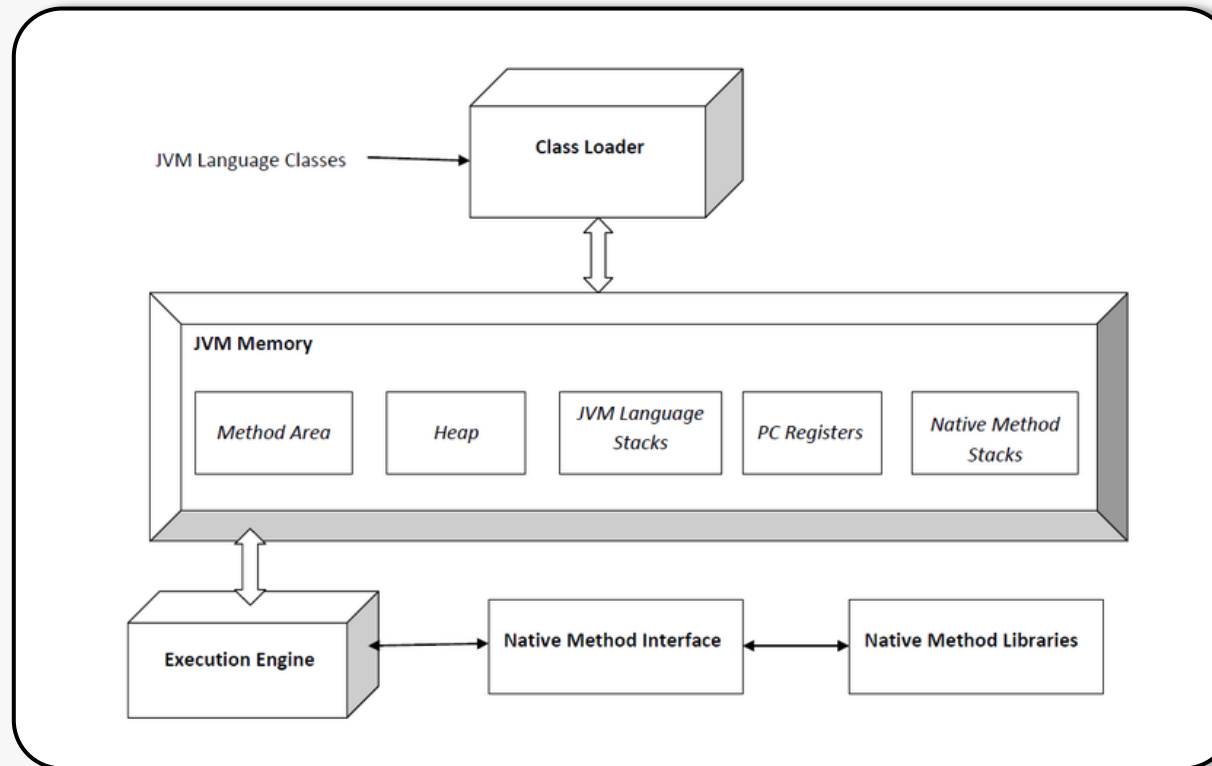 Class Loader
JVM Language Classes
JVM Memory
Method Area
Heap
JVM Language
Stacks
PC Registers
Native Method
Stacks
Execution Engine
Native Method Interface
Native Method Libraries